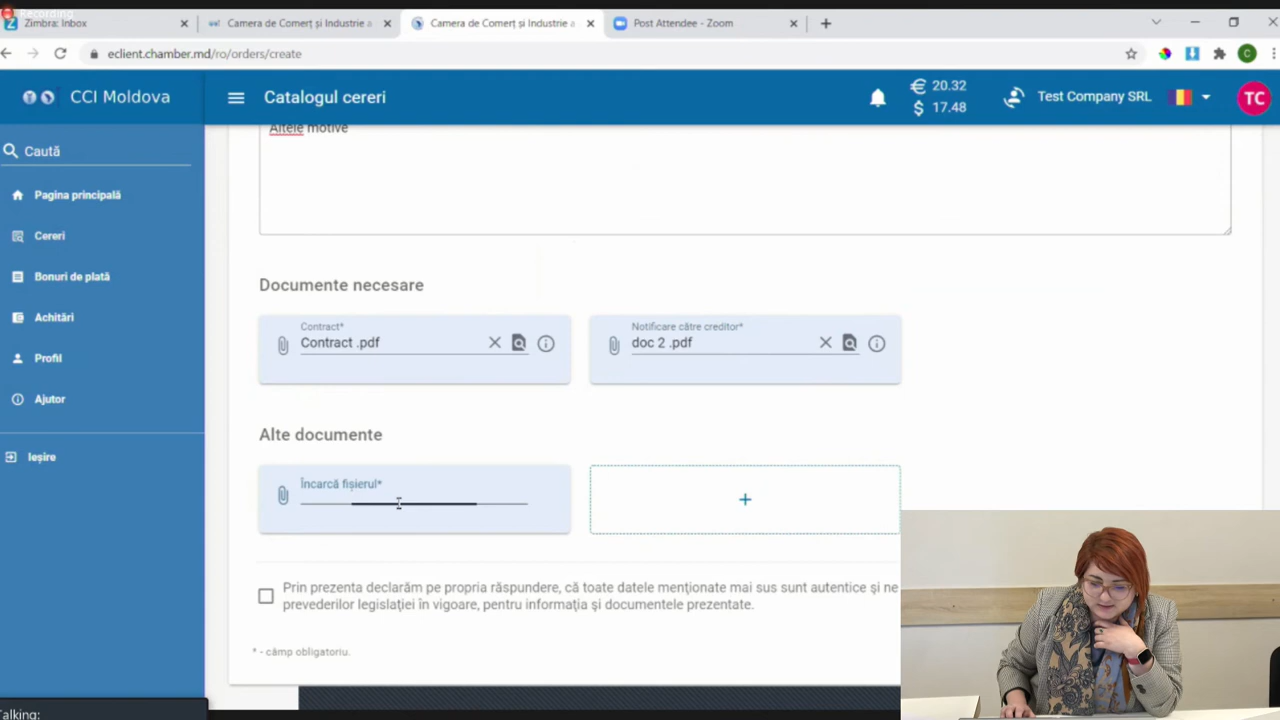 Recording
Zimbra: Inbox
Camera de Comerț și Industrie a
Camera de Comerț și Industrie a
Post Attendee - Zoom
eclient.chamber.md/ro/orders/create
C
CCI Moldova
Catalogul cereri
€ 20.32
$ 17.48
Test Company SRL
TC
Caută
Pagina principală
Cereri
Bonuri de plată
Achitări
Profil
Ajutor
Ieșire
Altele motive
Documente necesare
Contract*
Contract .pdf
Notificare către creditor*
doc 2 .pdf
Alte documente
Încarcă fișierul*
+
Prin prezenta declarăm pe propria răspundere, că toate datele menționate mai sus sunt autentice și ne
prevederilor legislației în vigoare, pentru informația și documentele prezentate.
* - câmp obligatoriu.
Talking: